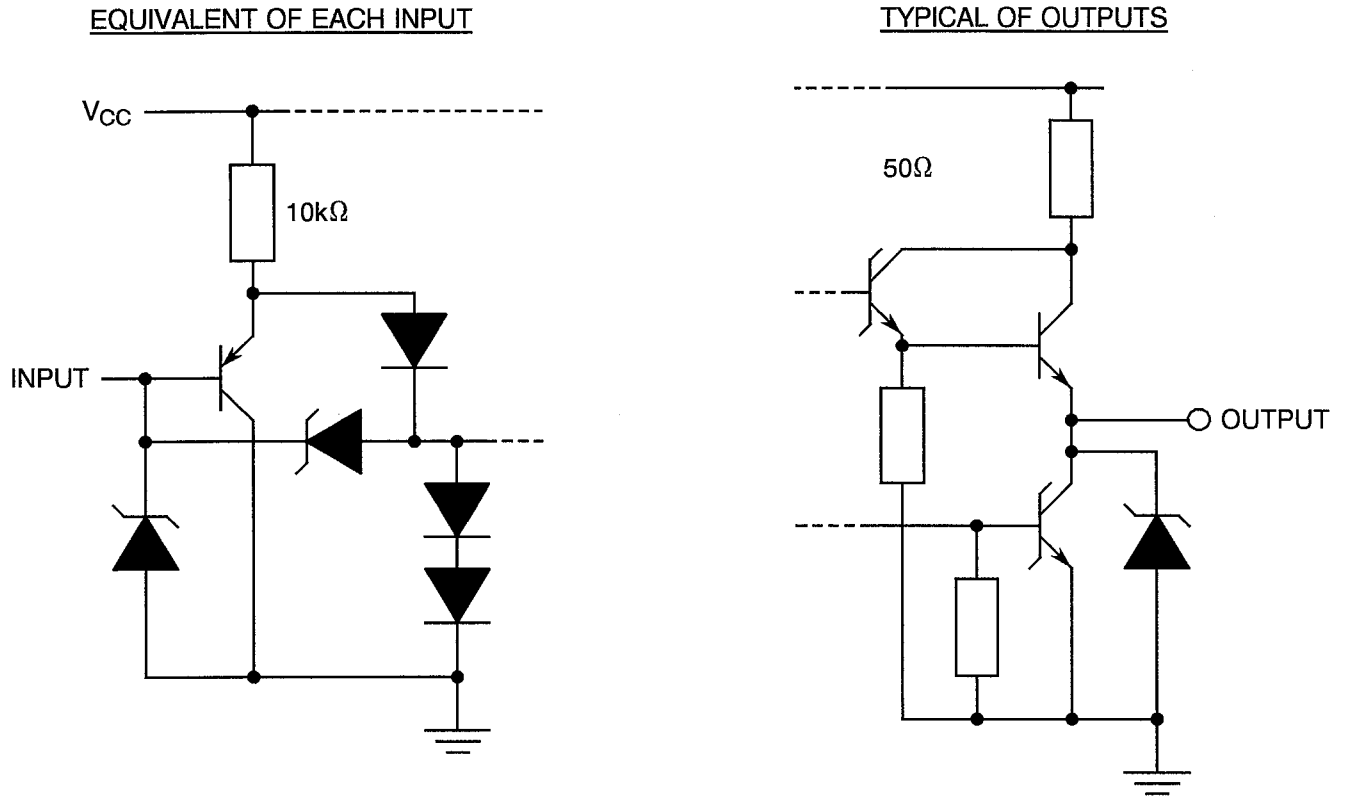 EQUIVALENT OF EACH INPUT
TYPICAL OF OUTPUTS
VCC
10kΩ
50Ω
INPUT
OUTPUT